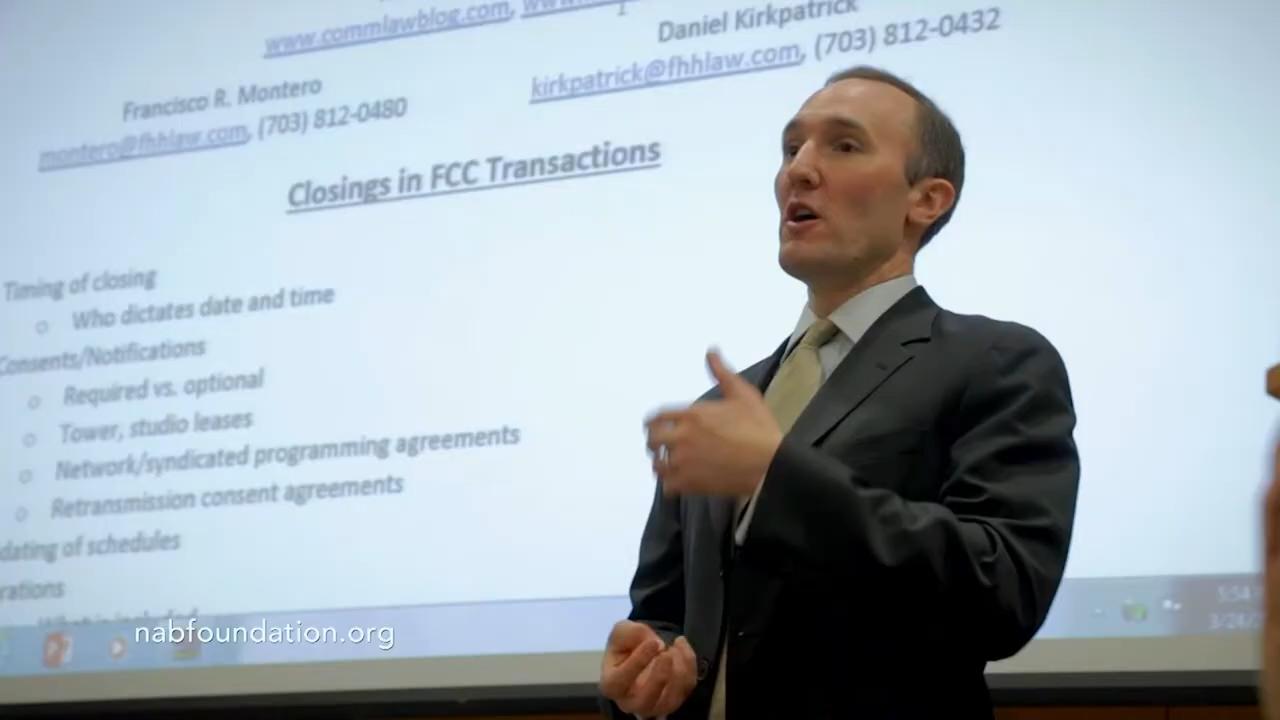 www.commlawblog.com,
Daniel Kirkpatrick
kirkpatrick@fhhlaw.com, (703) 812-0432
Francisco R. Montero
montero@fhhlaw.com, (703) 812-0480
Closings in FCC Transactions
Timing of closing
Who dictates date and time
Consents/Notifications
Required vs. optional
Tower, studio leases
Network/syndicated programming agreements
Retransmission consent agreements
of schedules
nabfoundation.org